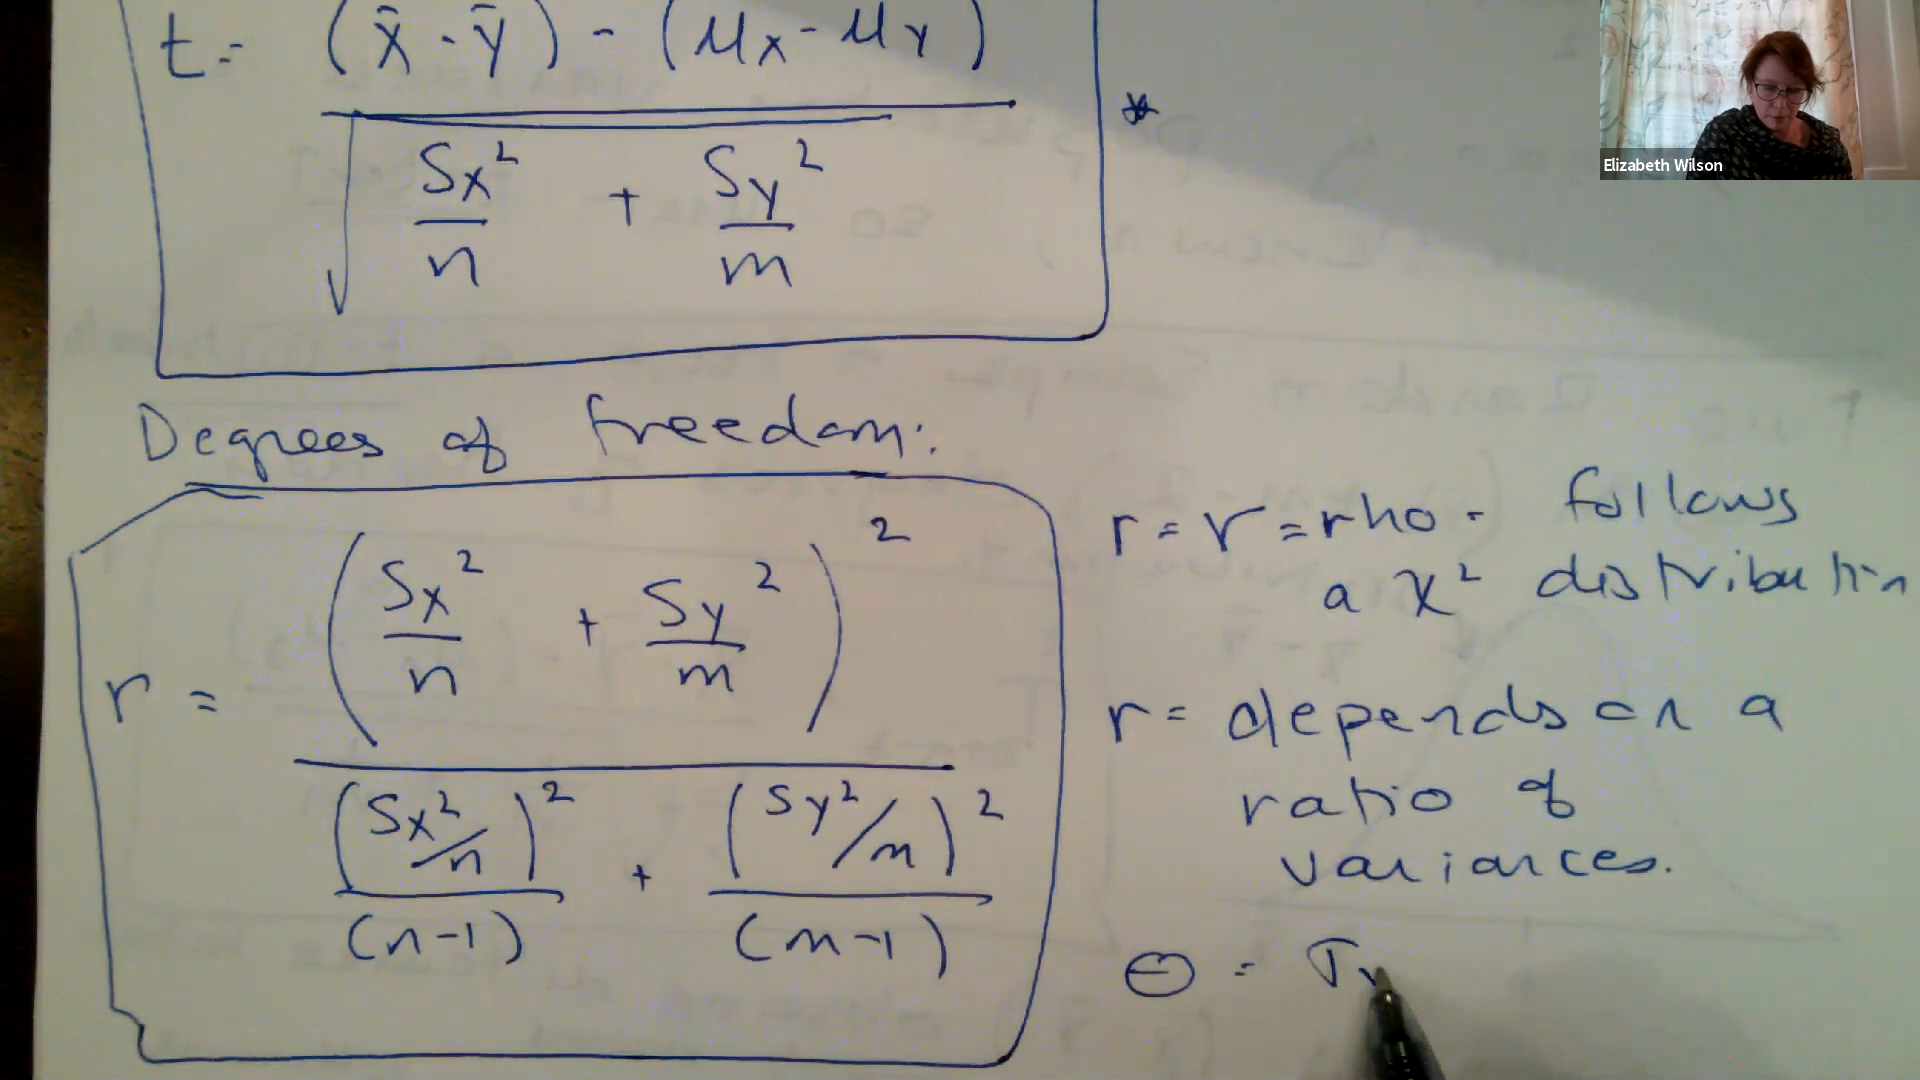 t = (x̄ - ȳ) - (μx - μy)
√ Sx²/n + Sy²/m
*
Elizabeth Wilson
Degrees of freedom:
r = (Sx²/n + Sy²/m)²
(Sx²/n)²/(n-1) + (Sy²/m)²/(m-1)
r = r = rho - follows
a χ² distribution
r = depends on a
ratio of
variances.
Θ =